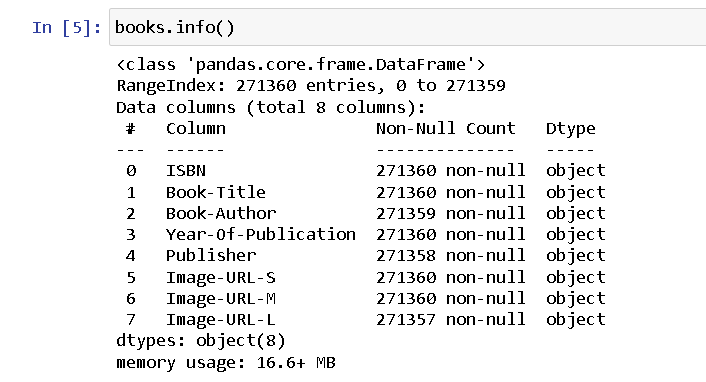 In [5]: books.info()
<class 'pandas.core.frame.DataFrame'>
RangeIndex: 271360 entries, 0 to 271359
Data columns (total 8 columns):
 #   Column               Non-Null Count   Dtype
---  ------               --------------   -----
 0   ISBN                 271360 non-null  object
 1   Book-Title           271360 non-null  object
 2   Book-Author          271359 non-null  object
 3   Year-Of-Publication  271360 non-null  object
 4   Publisher            271358 non-null  object
 5   Image-URL-S          271360 non-null  object
 6   Image-URL-M          271360 non-null  object
 7   Image-URL-L          271357 non-null  object
dtypes: object(8)
memory usage: 16.6+ MB